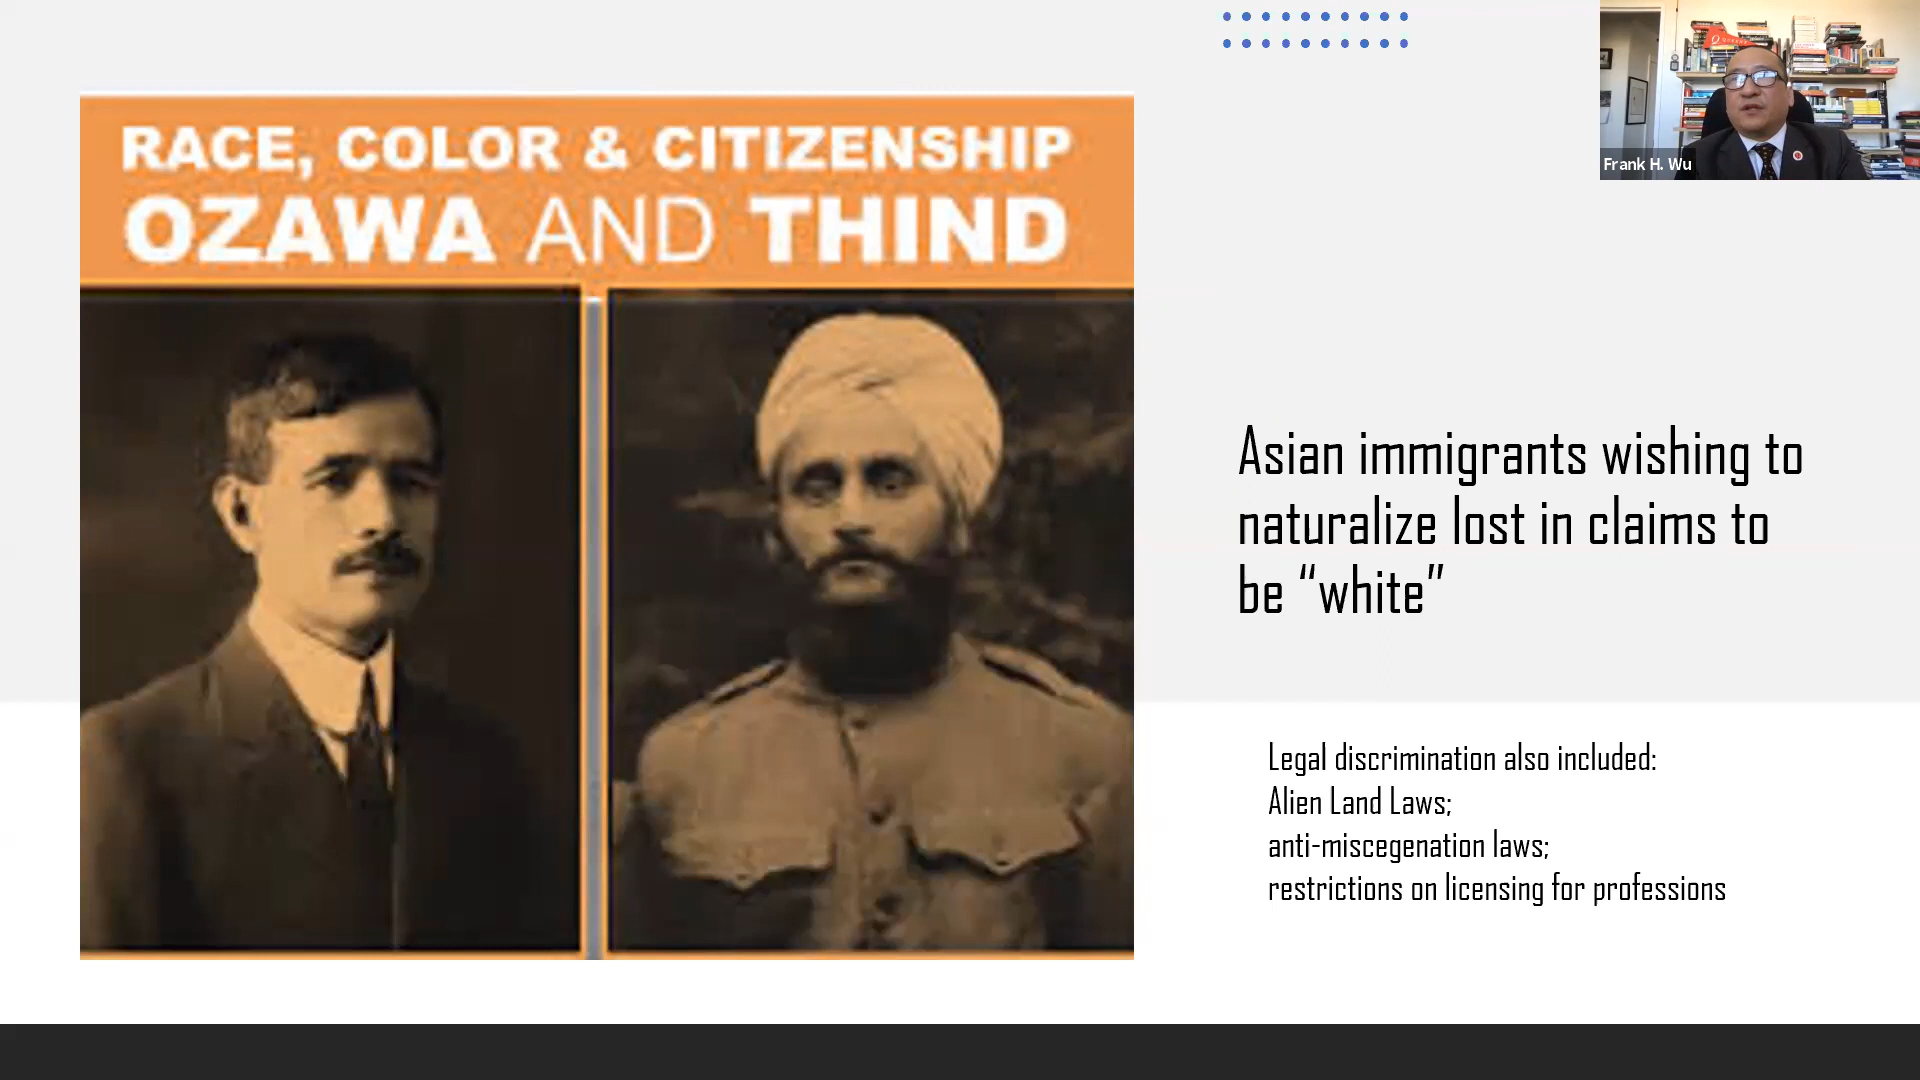 RACE, COLOR & CITIZENSHIP
OZAWA AND THIND
Frank H. Wu
Asian immigrants wishing to
naturalize lost in claims to
be “white”
Legal discrimination also included:
Alien Land Laws;
anti-miscegenation laws;
restrictions on licensing for professions